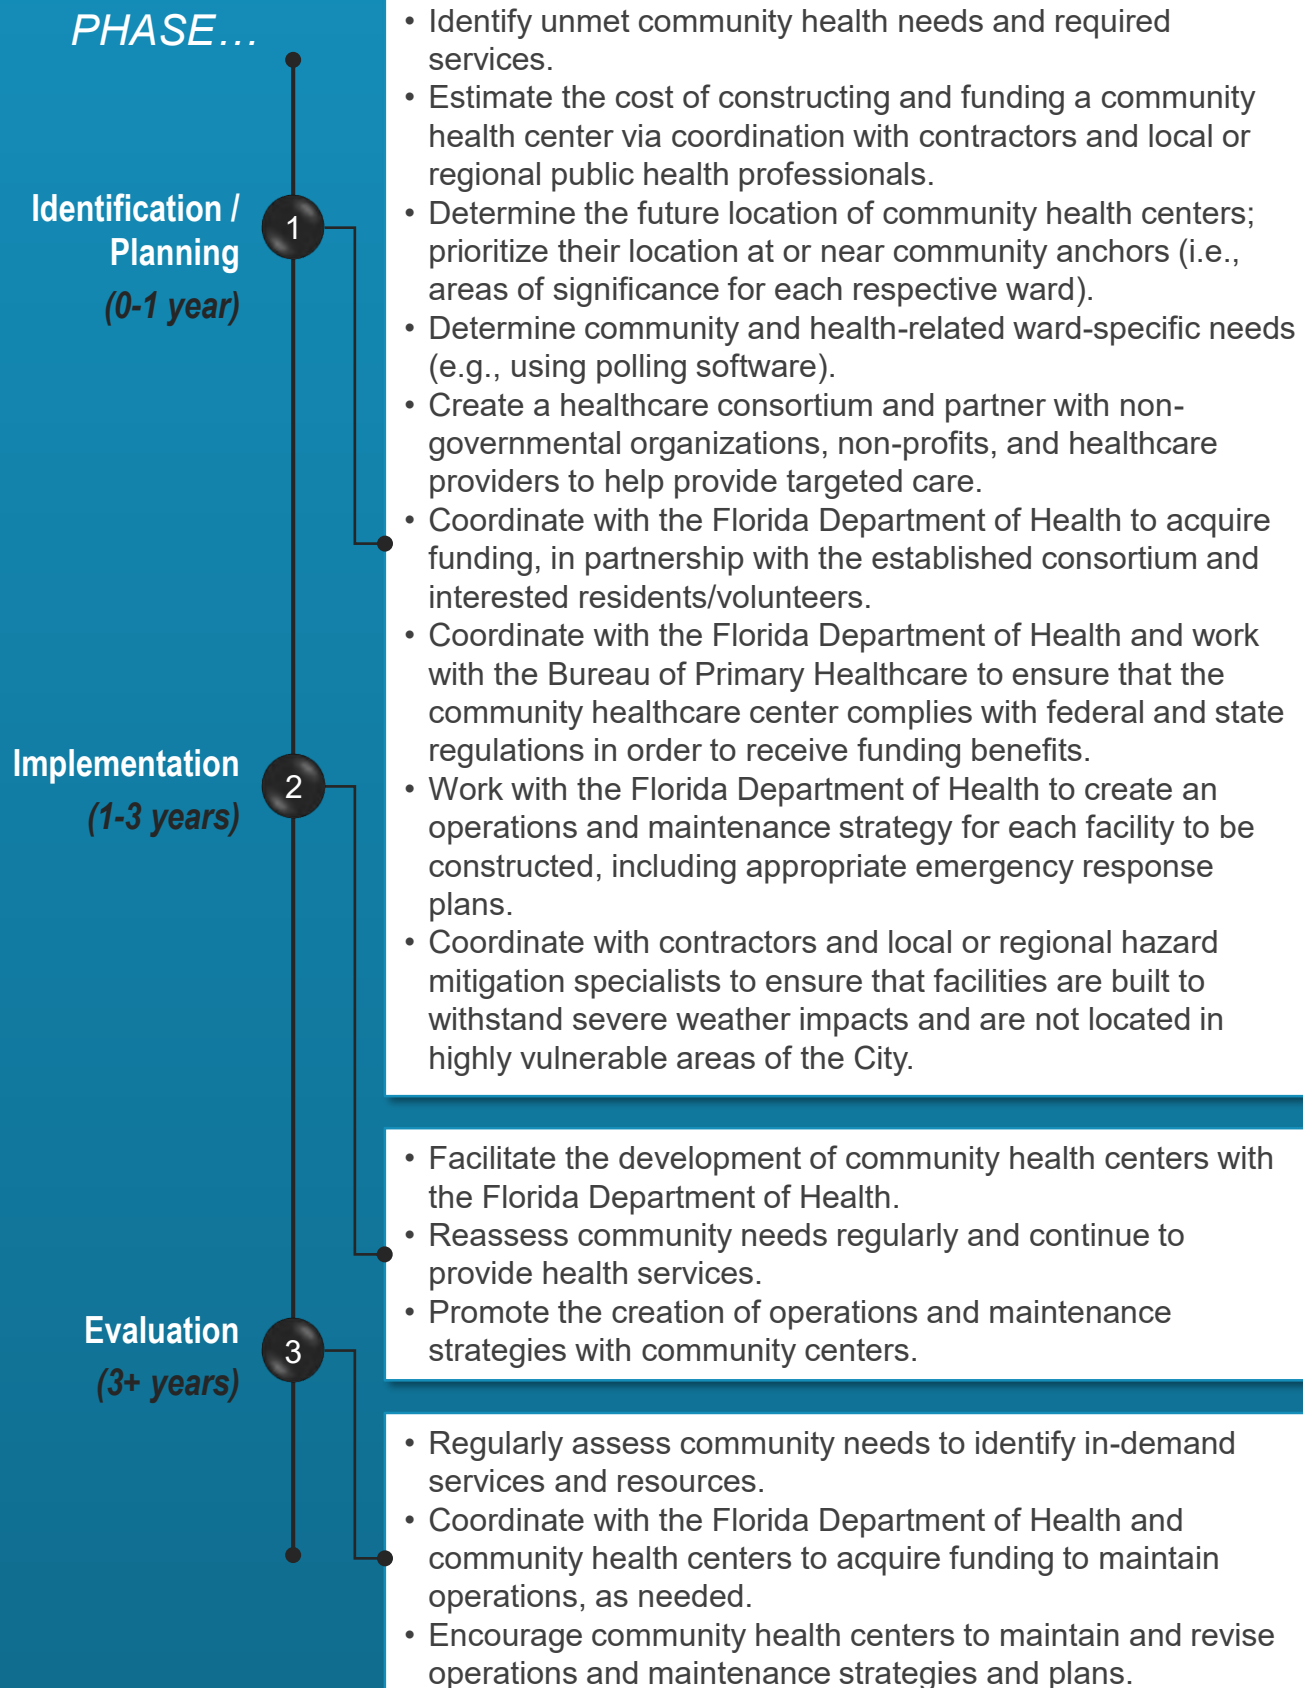 PHASE…
Identification /
Planning
(0-1 year)
1
• Identify unmet community health needs and required
services.
• Estimate the cost of constructing and funding a community
health center via coordination with contractors and local or
regional public health professionals.
• Determine the future location of community health centers;
prioritize their location at or near community anchors (i.e.,
areas of significance for each respective ward).
• Determine community and health-related ward-specific needs
(e.g., using polling software).
• Create a healthcare consortium and partner with non-
governmental organizations, non-profits, and healthcare
providers to help provide targeted care.
• Coordinate with the Florida Department of Health to acquire
funding, in partnership with the established consortium and
interested residents/volunteers.
• Coordinate with the Florida Department of Health and work
with the Bureau of Primary Healthcare to ensure that the
community healthcare center complies with federal and state
regulations in order to receive funding benefits.
• Work with the Florida Department of Health to create an
operations and maintenance strategy for each facility to be
constructed, including appropriate emergency response
plans.
• Coordinate with contractors and local or regional hazard
mitigation specialists to ensure that facilities are built to
withstand severe weather impacts and are not located in
highly vulnerable areas of the City.
Implementation
(1-3 years)
2
• Facilitate the development of community health centers with
the Florida Department of Health.
• Reassess community needs regularly and continue to
provide health services.
• Promote the creation of operations and maintenance
strategies with community centers.
Evaluation
(3+ years)
3
• Regularly assess community needs to identify in-demand
services and resources.
• Coordinate with the Florida Department of Health and
community health centers to acquire funding to maintain
operations, as needed.
• Encourage community health centers to maintain and revise
operations and maintenance strategies and plans.